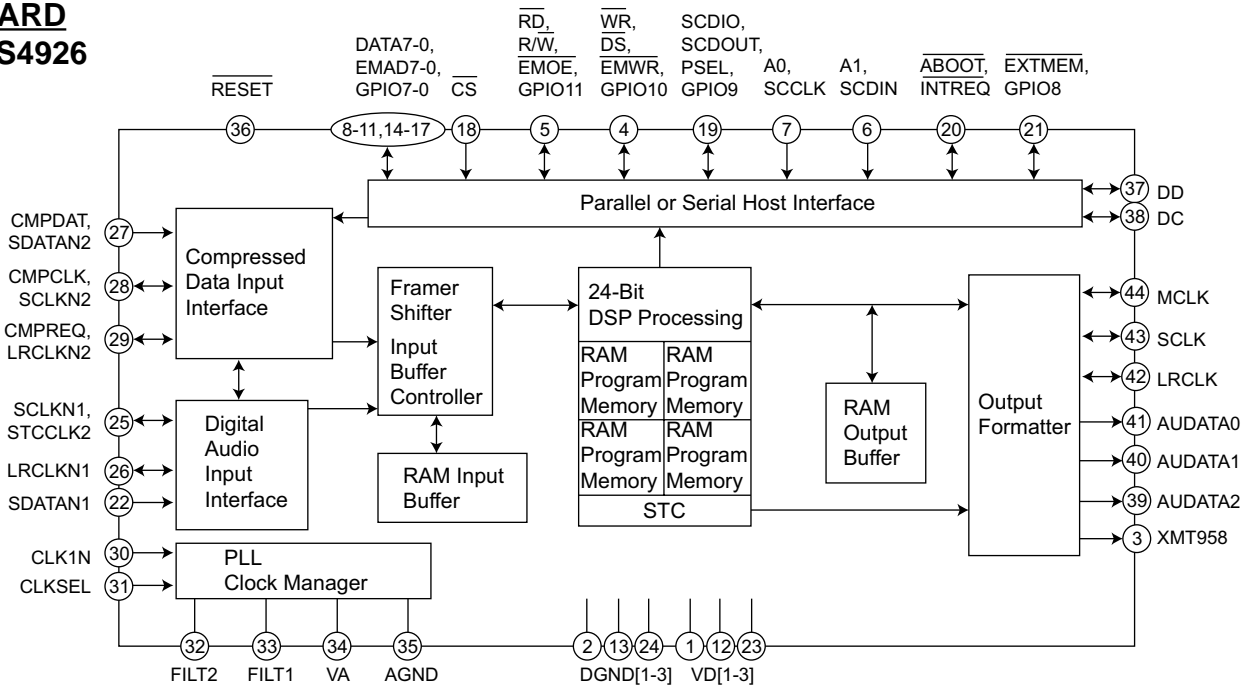 ARD
S4926
RESET
DATA7-0,
EMAD7-0,
GPIO7-0
CS
RD,
R/W,
EMOE,
GPIO11
WR,
DS,
EMWR,
GPIO10
SCDIO,
SCDOUT,
PSEL,
GPIO9
A0,
SCCLK
A1,
SCDIN
ABOOT,
INTREQ
EXTMEM,
GPIO8
36
8-11,14-17
18
5
4
19
7
6
20
21
Parallel or Serial Host Interface
37
DD
38
DC
CMPDAT,
SDATAN2
27
CMPCLK,
SCLKN2
28
CMPREQ,
LRCLKN2
29
Compressed
Data Input
Interface
Framer
Shifter
Input
Buffer
Controller
24-Bit
DSP Processing
RAM
Program
Memory
RAM
Program
Memory
RAM
Program
Memory
RAM
Program
Memory
STC
RAM
Output
Buffer
Output
Formatter
44
MCLK
43
SCLK
42
LRCLK
41
AUDATA0
40
AUDATA1
39
AUDATA2
3
XMT958
SCLKN1,
STCCLK2
25
LRCLKN1
26
SDATAN1
22
Digital
Audio
Input
Interface
RAM Input
Buffer
CLK1N
30
CLKSEL
31
PLL
Clock Manager
32
33
34
35
2
13
24
1
12
23
FILT2
FILT1
VA
AGND
DGND[1-3]
VD[1-3]